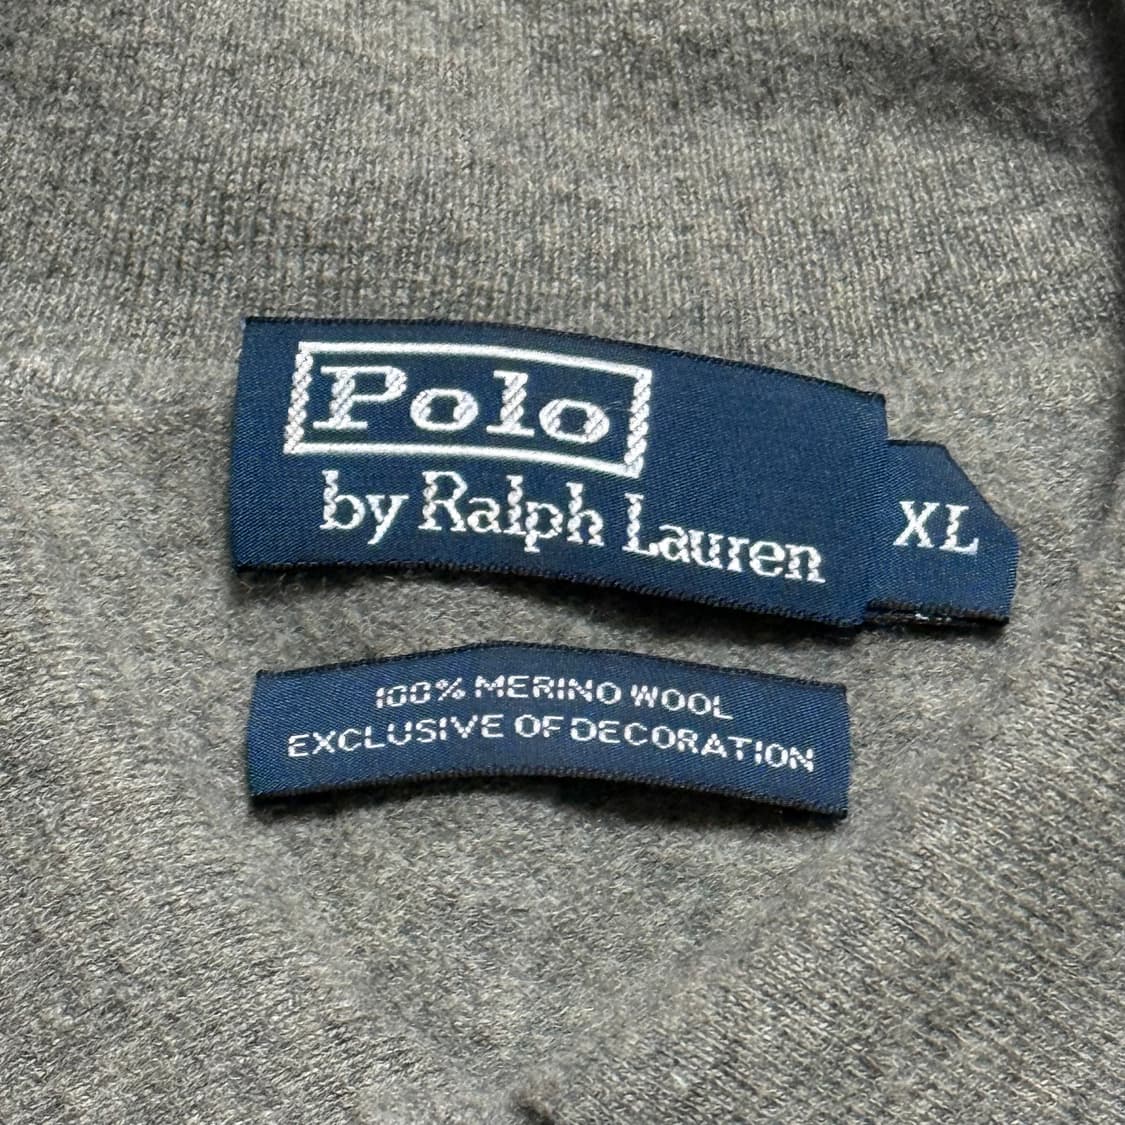 Polo
by Ralph Lauren
XL
100% MERINO WOOL
EXCLUSIVE OF DECORATION